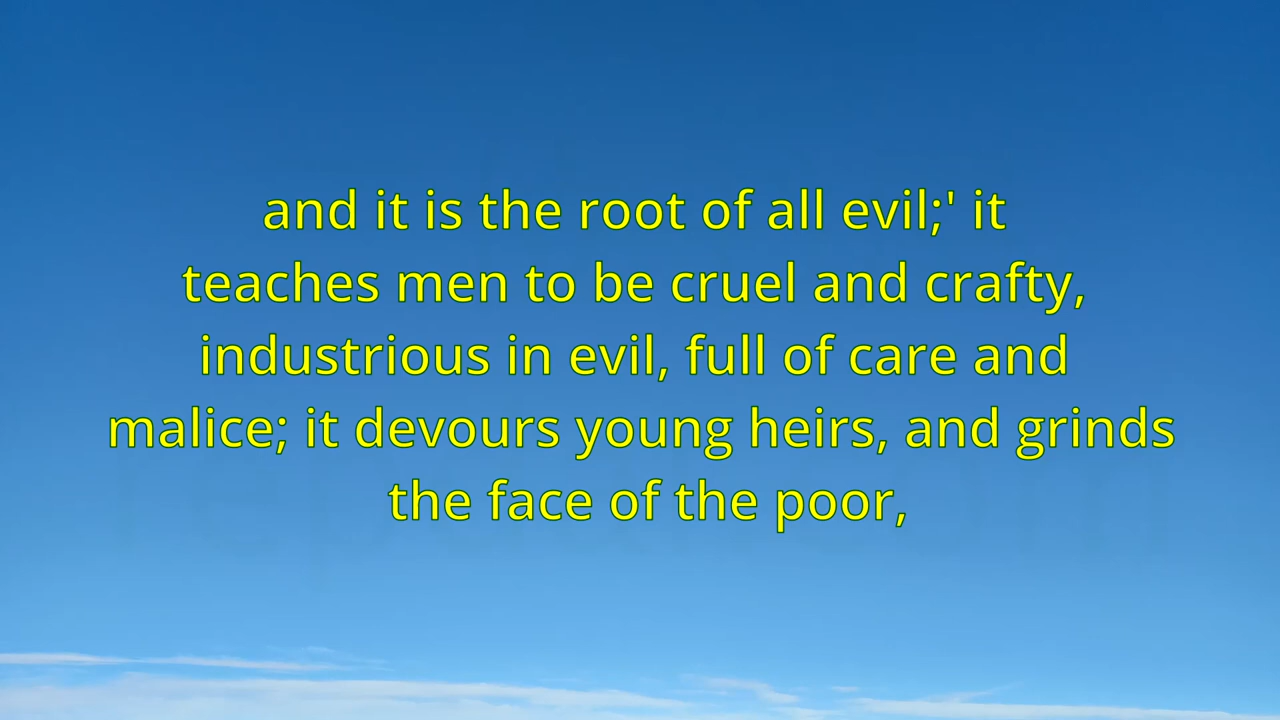 and it is the root of all evil;' it
teaches men to be cruel and crafty,
industrious in evil, full of care and
malice; it devours young heirs, and grinds
the face of the poor,